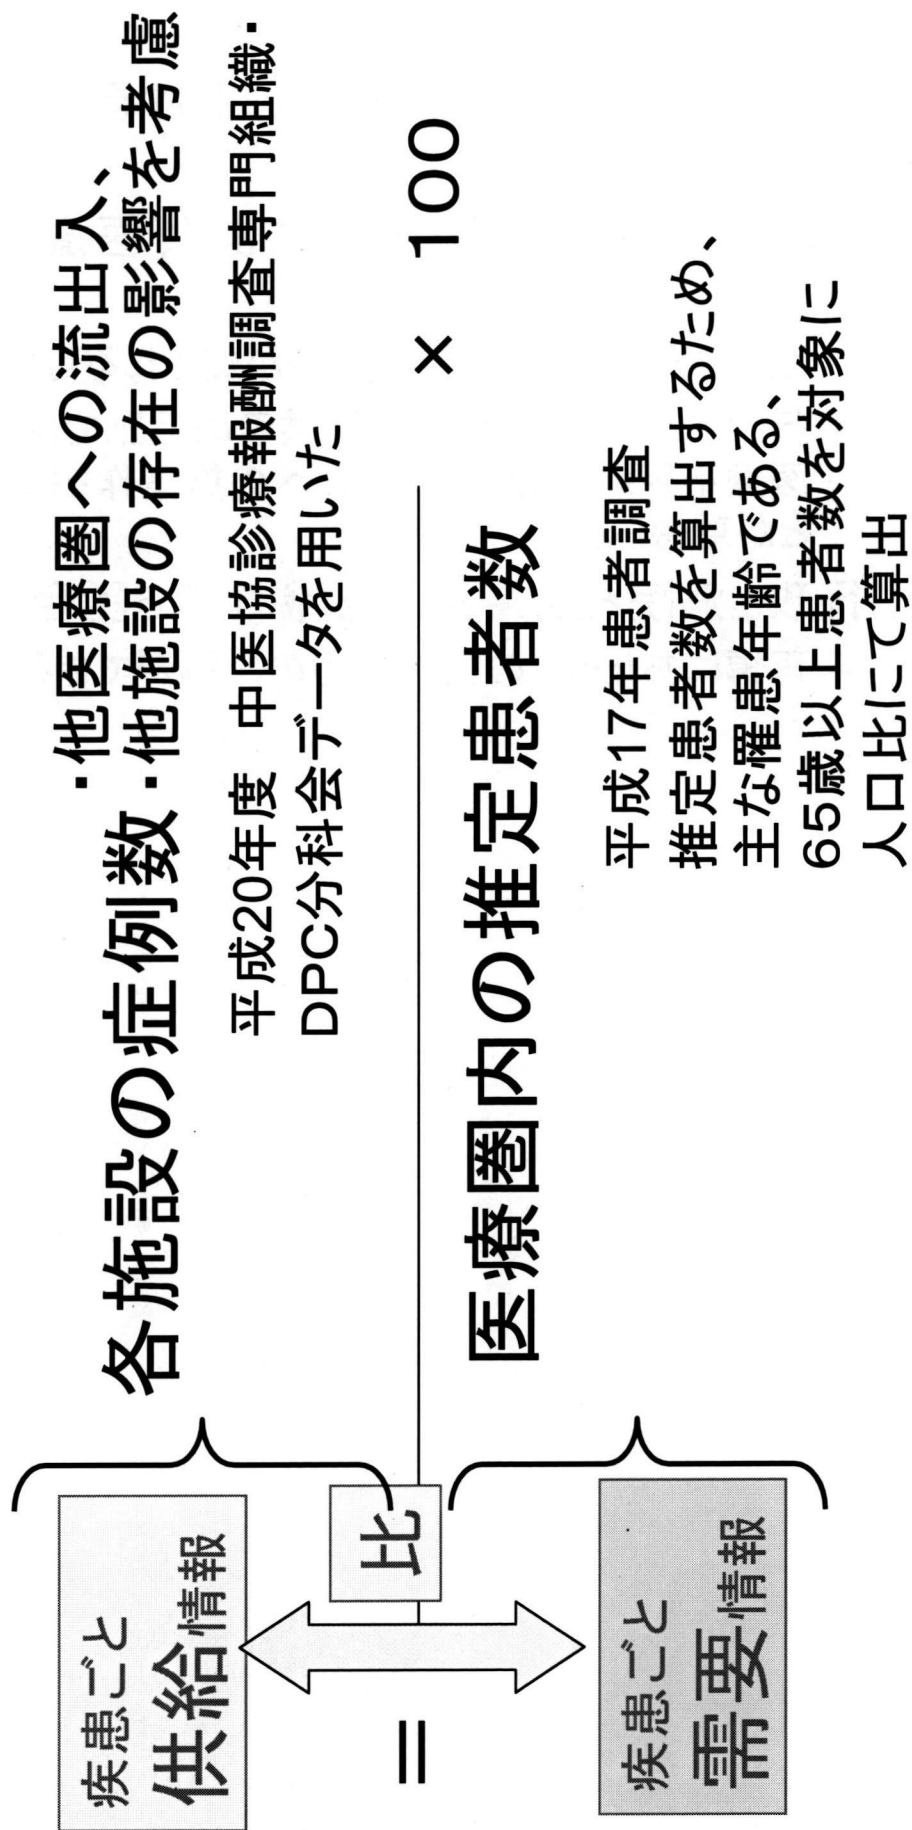 ・他医療圏への流出入、
各施設の症例数・他施設の存在の影響を考慮
平成20年度　中医協診療報酬調査専門組織・
DPC分科会データを用いた
疾患ごと
供給情報
比
=
× 100
疾患ごと
需要情報
医療圏内の推定患者数
平成17年患者調査
推定患者数を算出するため、
主な罹患年齢である、
65歳以上患者数を対象に
人口比にて算出